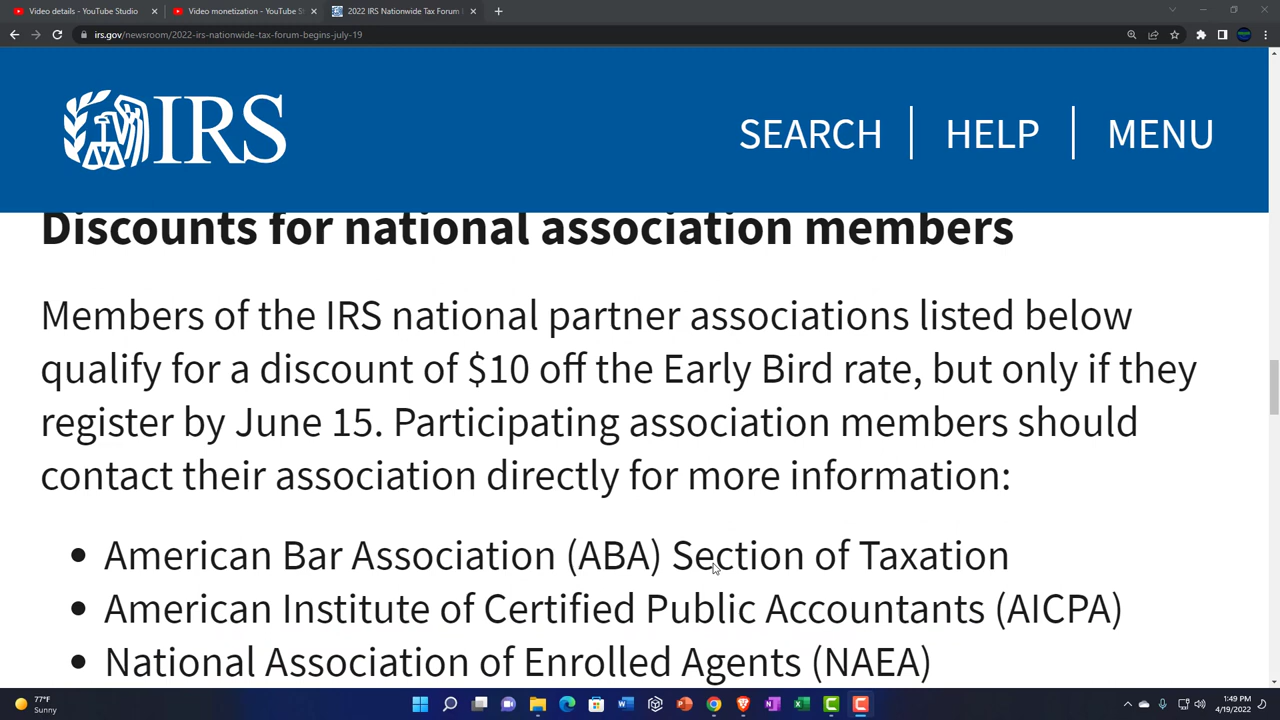 Video details - YouTube Studio
Video monetization - YouTube St
2022 IRS Nationwide Tax Forum
irs.gov/newsroom/2022-irs-nationwide-tax-forum-begins-july-19
IRS
SEARCH
HELP
MENU
Discounts for national association members
Members of the IRS national partner associations listed below
qualify for a discount of $10 off the Early Bird rate, but only if they
register by June 15. Participating association members should
contact their association directly for more information:
• American Bar Association (ABA) Section of Taxation
• American Institute of Certified Public Accountants (AICPA)
• National Association of Enrolled Agents (NAEA)
77°F
Sunny
1:49 PM
4/19/2022